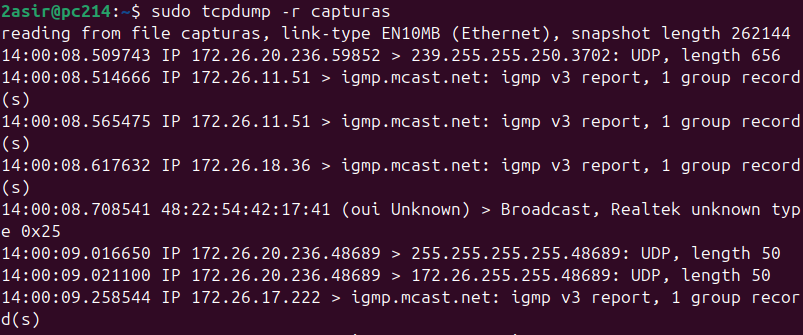 2asir@pc214:~$ sudo tcpdump -r capturas
reading from file capturas, link-type EN10MB (Ethernet), snapshot length 262144
14:00:08.509743 IP 172.26.20.236.59852 > 239.255.255.250.3702: UDP, length 656
14:00:08.514666 IP 172.26.11.51 > igmp.mcast.net: igmp v3 report, 1 group record
(s)
14:00:08.565475 IP 172.26.11.51 > igmp.mcast.net: igmp v3 report, 1 group record
(s)
14:00:08.617632 IP 172.26.18.36 > igmp.mcast.net: igmp v3 report, 1 group record
(s)
14:00:08.708541 48:22:54:42:17:41 (oui Unknown) > Broadcast, Realtek unknown typ
e 0x25
14:00:09.016650 IP 172.26.20.236.48689 > 255.255.255.255.48689: UDP, length 50
14:00:09.021100 IP 172.26.20.236.48689 > 172.26.255.255.48689: UDP, length 50
14:00:09.258544 IP 172.26.17.222 > igmp.mcast.net: igmp v3 report, 1 group recor
d(s)